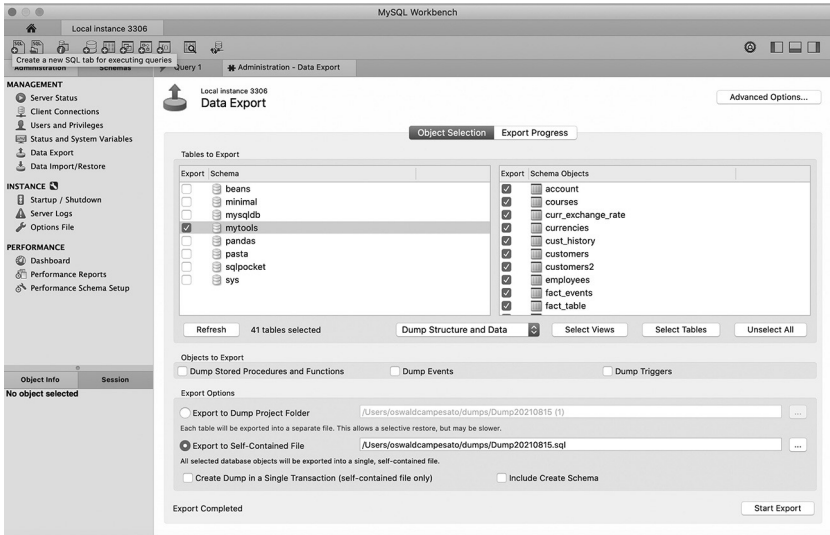 MySQL Workbench
Local instance 3306
Create a new SQL tab for executing queries
Administration Schemas Query 1 Administration - Data Export
MANAGEMENT
Server Status
Client Connections
Users and Privileges
Status and System Variables
Data Export
Data Import/Restore
INSTANCE
Startup / Shutdown
Server Logs
Options File
PERFORMANCE
Dashboard
Performance Reports
Performance Schema Setup
Object Info Session
No object selected
Local instance 3306
Data Export
Advanced Options...
Object Selection Export Progress
Tables to Export
Export Schema
beans
minimal
mysqldb
mytools
pandas
pasta
sqlpocket
sys
Export Schema Objects
account
courses
curr_exchange_rate
currencies
cust_history
customers
customers2
employees
fact_events
fact_table
Refresh 41 tables selected Dump Structure and Data Select Views Select Tables Unselect All
Objects to Export
Dump Stored Procedures and Functions Dump Events Dump Triggers
Export Options
Export to Dump Project Folder /Users/oswaldcampesato/dumps/Dump20210815 (1) ...
Each table will be exported into a separate file. This allows a selective restore, but may be slower.
Export to Self-Contained File /Users/oswaldcampesato/dumps/Dump20210815.sql ...
All selected database objects will be exported into a single, self-contained file.
Create Dump in a Single Transaction (self-contained file only) Include Create Schema
Export Completed Start Export